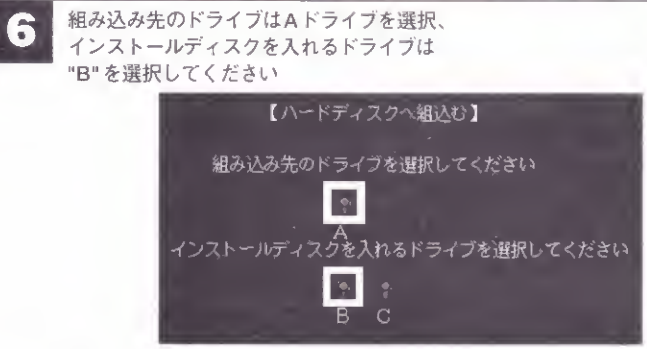 6
組み込み先のドライブはAドライブを選択、
インストールディスクを入れるドライブは
"B"を選択してください
【ハードディスクへ組込む】
組み込み先のドライブを選択してください
A
インストールディスクを入れるドライブを選択してください
B C